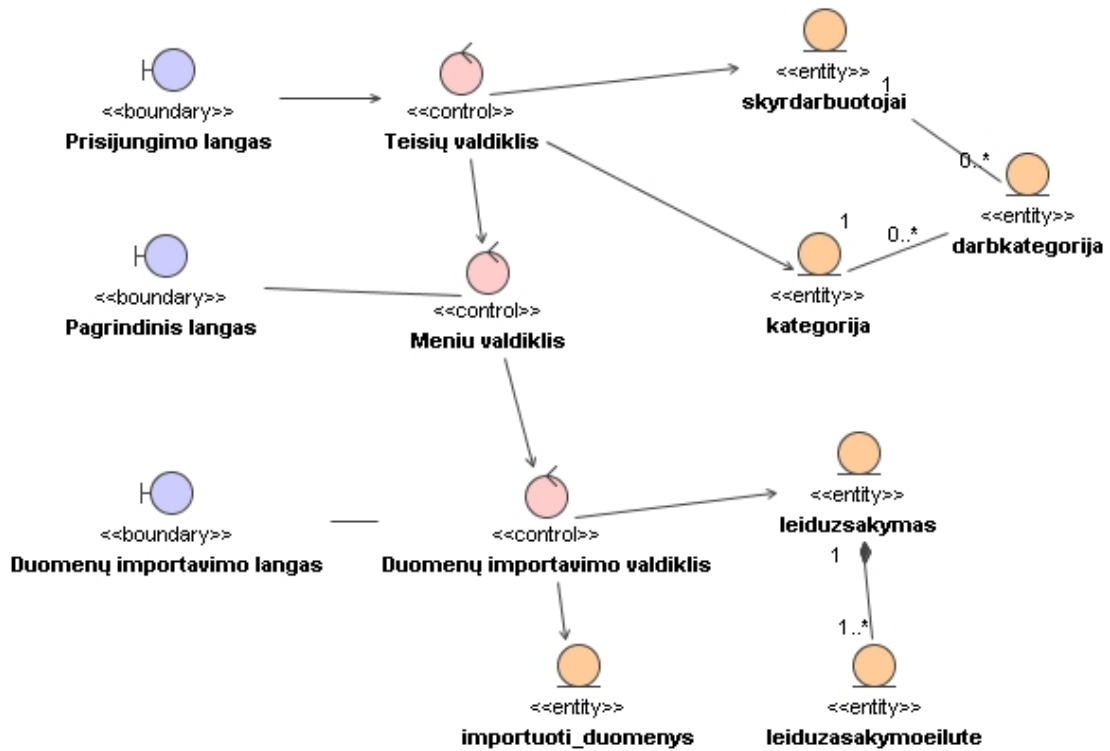 <<entity>>
skyrdarbuotojai
<<boundary>>
Prisijungimo langas
<<control>>
Teisių valdiklis
1
0..*
<<entity>>
darbkategorija
1
0..*
<<entity>>
kategorija
<<boundary>>
Pagrindinis langas
<<control>>
Meniu valdiklis
<<entity>>
leiduzsakymas
<<boundary>>
Duomenų importavimo langas
<<control>>
Duomenų importavimo valdiklis
1
1..*
<<entity>>
importuoti_duomenys
<<entity>>
leiduzasakymoeilute